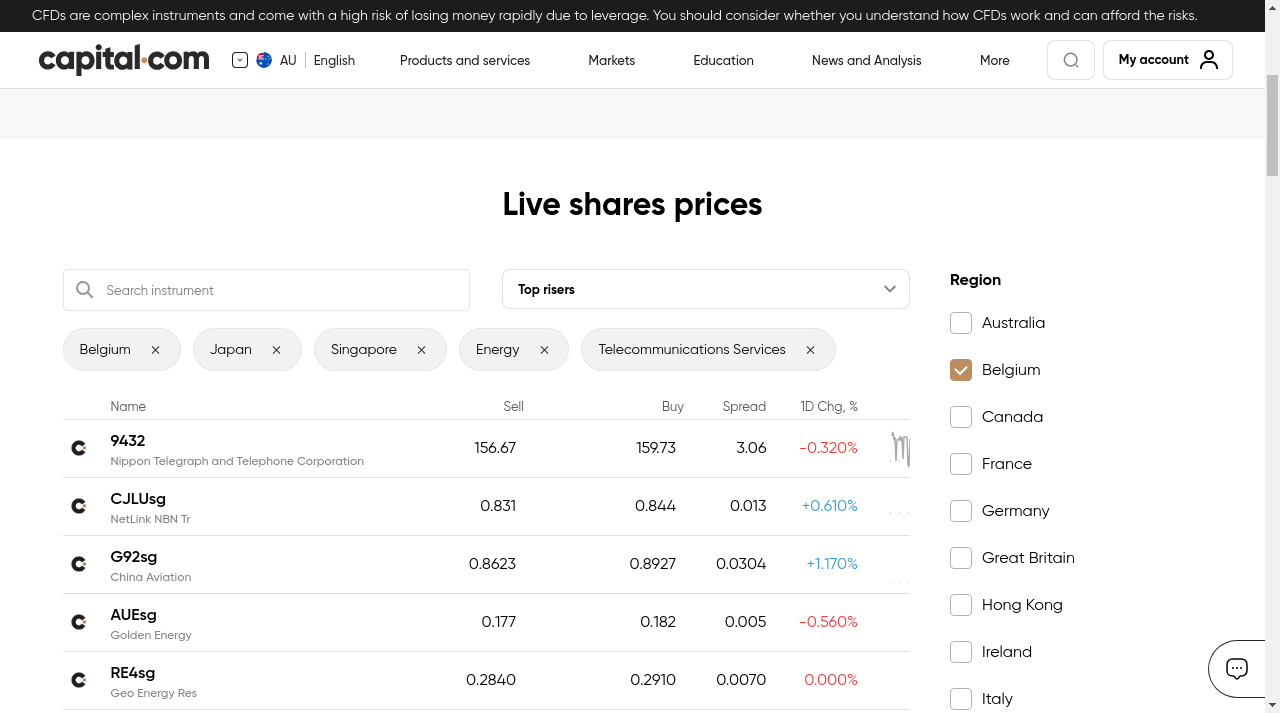 CFDs are complex instruments and come with a high risk of losing money rapidly due to leverage. You should consider whether you understand how CFDs work and can afford the risks.
capital.com AU English Products and services Markets Education News and Analysis More My account
Live shares prices
Search instrument
Top risers
Belgium Japan Singapore Energy Telecommunications Services
Name Sell Buy Spread 1D Chg, %
9432 156.67 159.73 3.06 -0.320%
Nippon Telegraph and Telephone Corporation
CJLUsg 0.831 0.844 0.013 +0.610%
NetLink NBN Tr
G92sg 0.8623 0.8927 0.0304 +1.170%
China Aviation
AUEsg 0.177 0.182 0.005 -0.560%
Golden Energy
RE4sg 0.2840 0.2910 0.0070 0.000%
Geo Energy Res
Region
Australia
Belgium
Canada
France
Germany
Great Britain
Hong Kong
Ireland
Italy